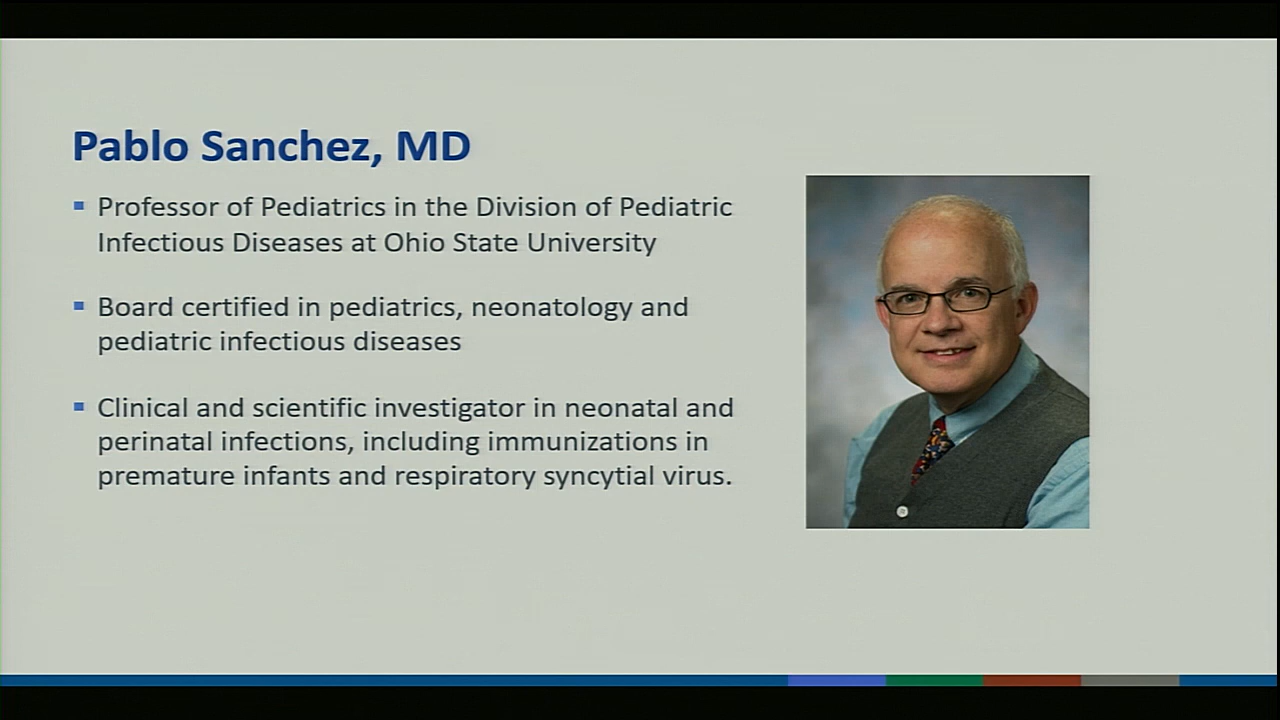 Pablo Sanchez, MD
Professor of Pediatrics in the Division of Pediatric
Infectious Diseases at Ohio State University
Board certified in pediatrics, neonatology and
pediatric infectious diseases
Clinical and scientific investigator in neonatal and
perinatal infections, including immunizations in
premature infants and respiratory syncytial virus.